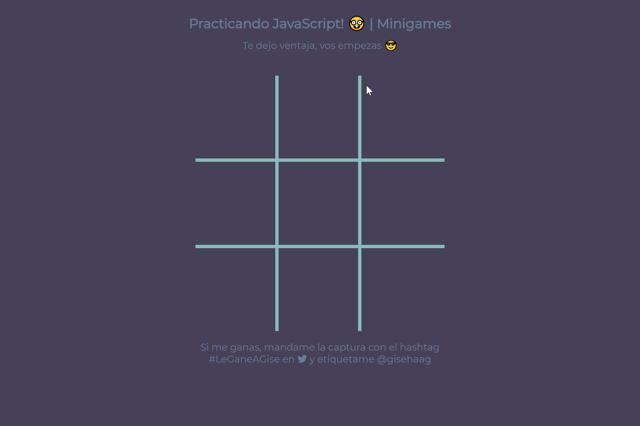 Practicando JavaScript! 🤓 | Minigames
Te dejo ventaja, vos empezas 😎
Si me ganas, mandame la captura con el hashtag
#LeGaneAGise en y etiquetame @gisehaag